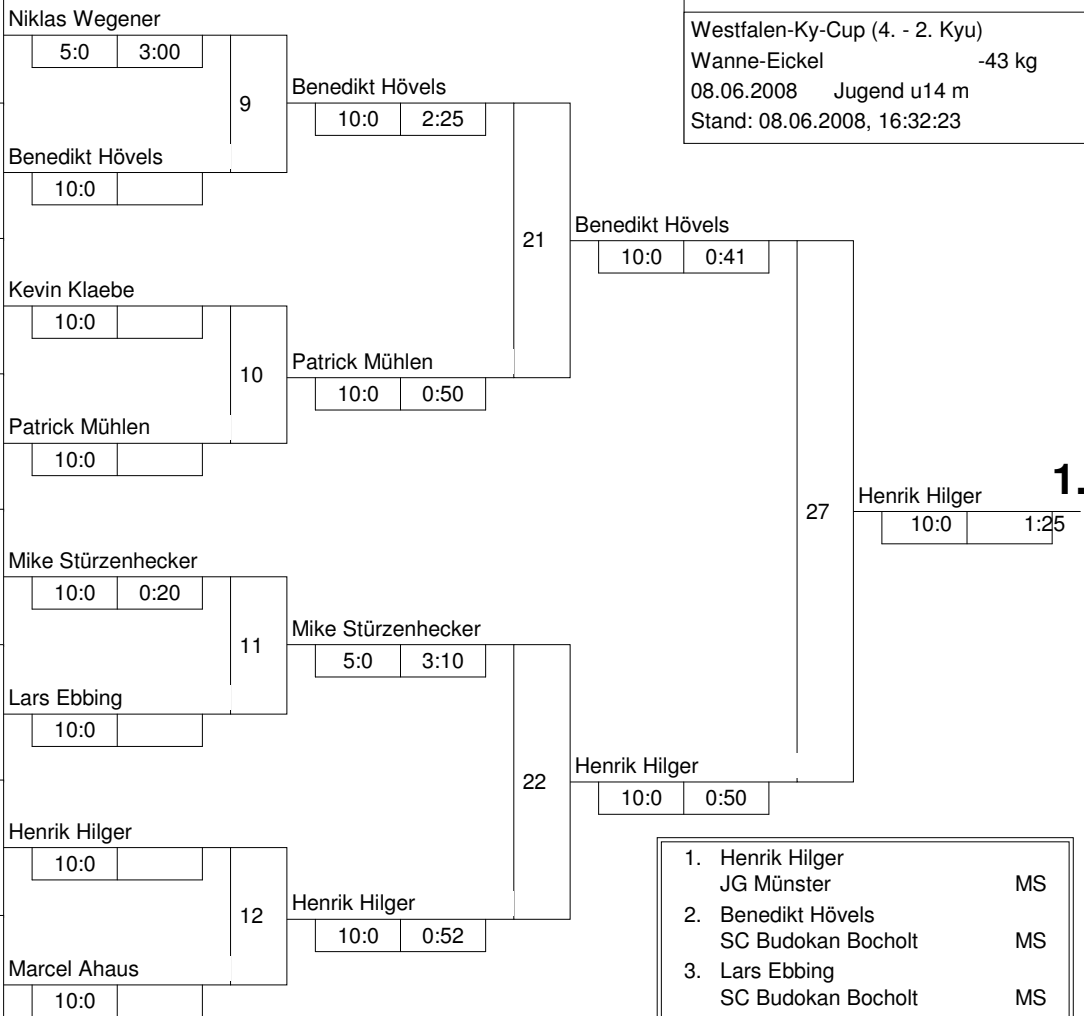 Niklas Wegener
5:0 3:00
9
Benedikt Hövels
10:0
Benedikt Hövels
10:0 2:25
Kevin Klaebe
10:0
10
Patrick Mühlen
10:0
Patrick Mühlen
10:0 0:50
21
Benedikt Hövels
10:0 0:41
Mike Stürzenhecker
10:0 0:20
11
Lars Ebbing
10:0
Mike Stürzenhecker
5:0 3:10
Henrik Hilger
10:0
12
Marcel Ahaus
10:0
Henrik Hilger
10:0 0:52
22
Henrik Hilger
10:0 0:50
27
Henrik Hilger 1.
10:0 1:25
Westfalen-Ky-Cup (4. - 2. Kyu)
Wanne-Eickel -43 kg
08.06.2008 Jugend u14 m
Stand: 08.06.2008, 16:32:23
1. Henrik Hilger
JG Münster MS
2. Benedikt Hövels
SC Budokan Bocholt MS
3. Lars Ebbing
SC Budokan Bocholt MS